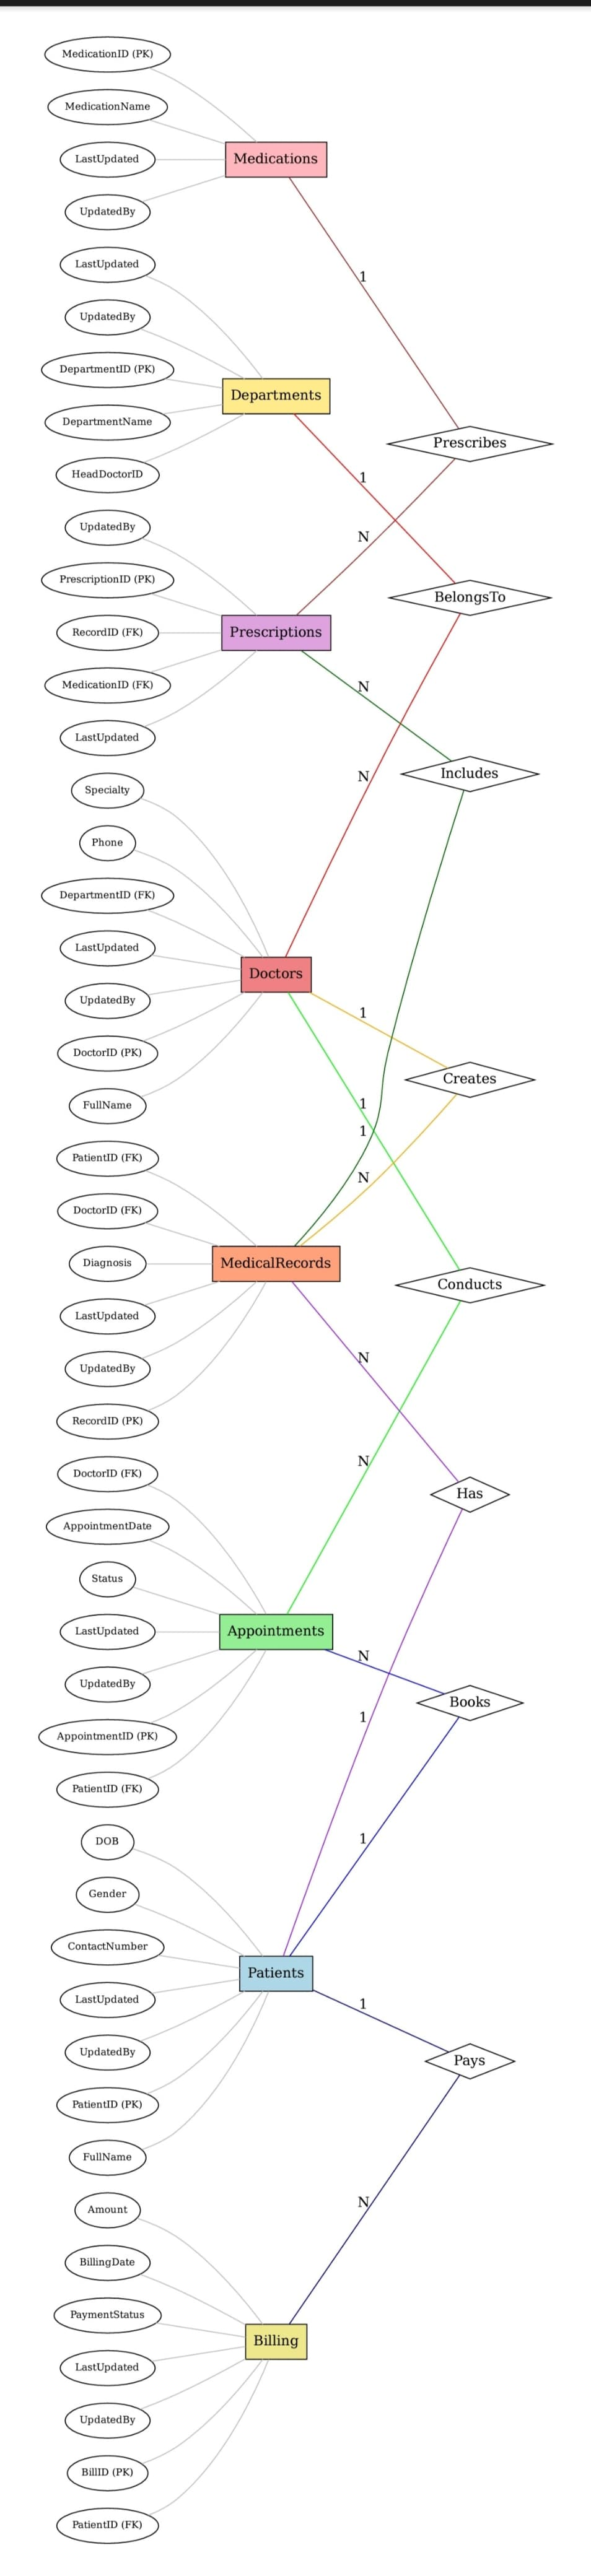 MedicationID (PK)
MedicationName
LastUpdated
Medications
UpdatedBy
LastUpdated
1
UpdatedBy
DepartmentID (PK)
Departments
DepartmentName
Prescribes
HeadDoctorID
1
UpdatedBy
N
PrescriptionID (PK)
BelongsTo
RecordID (FK)
Prescriptions
MedicationID (FK)
N
LastUpdated
Includes
N
Specialty
Phone
DepartmentID (FK)
LastUpdated
Doctors
UpdatedBy
1
DoctorID (PK)
Creates
FullName
1
1
PatientID (FK)
N
DoctorID (FK)
Diagnosis
MedicalRecords
Conducts
LastUpdated
N
UpdatedBy
RecordID (PK)
N
DoctorID (FK)
Has
AppointmentDate
Status
LastUpdated
Appointments
N
UpdatedBy
Books
1
AppointmentID (PK)
PatientID (FK)
1
DOB
Gender
ContactNumber
Patients
LastUpdated
1
UpdatedBy
Pays
PatientID (PK)
FullName
N
Amount
BillingDate
PaymentStatus
Billing
LastUpdated
UpdatedBy
BillID (PK)
PatientID (FK)